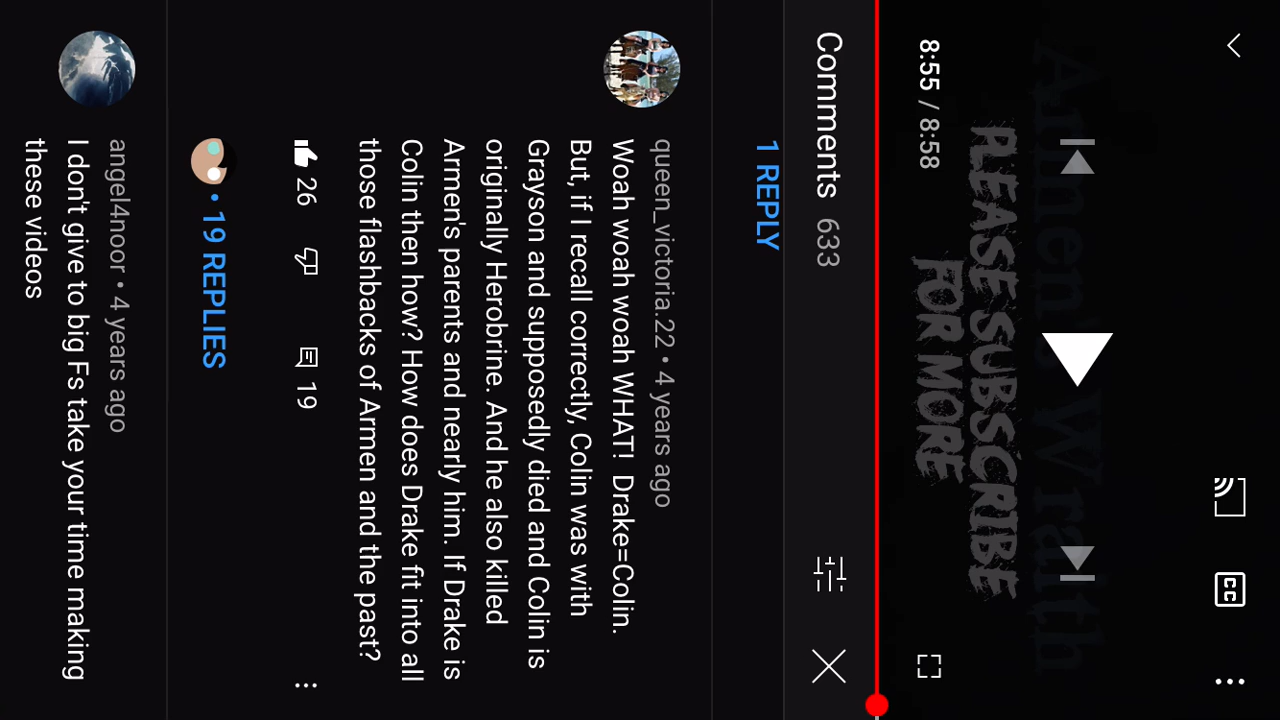 Armen's Wrath
PLEASE SUBSCRIBE
FOR MORE
CC
8:55 / 8:58
Comments 633
1 REPLY
queen_victoria.22 • 4 years ago
Woah woah woah WHAT! Drake=Colin.
But, if I recall correctly, Colin was with
Grayson and supposedly died and Colin is
originally Herobrine. And he also killed
Armen's parents and nearly him. If Drake is
Colin then how? How does Drake fit into all
those flashbacks of Armen and the past?
26 19
• 19 REPLIES
angel4noor • 4 years ago
I don't give to big Fs take your time making
these videos